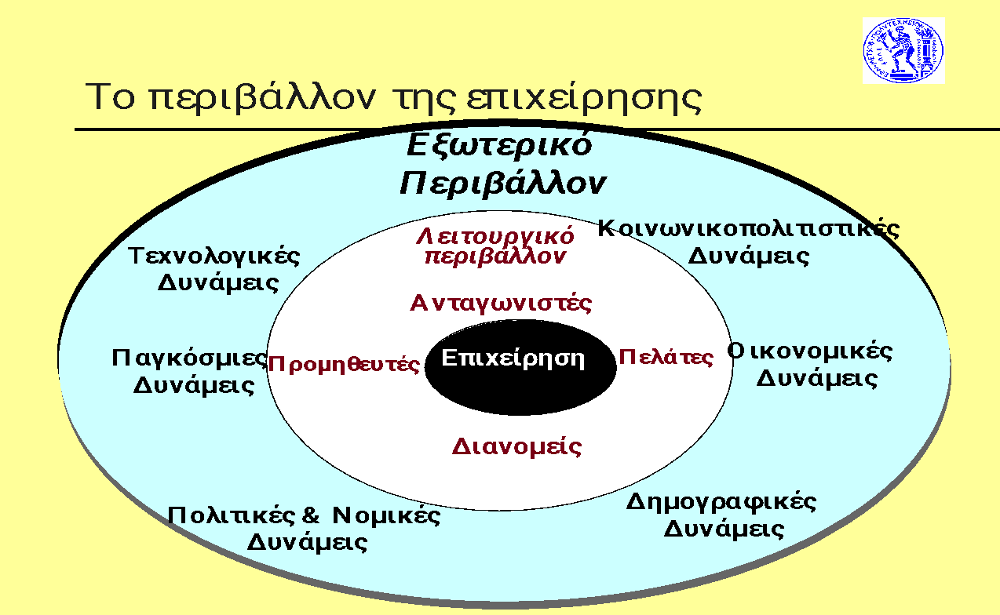 Το περιβάλλον της επιχείρησης
Εξωτερικό
Περιβάλλον
Λειτουργικό
περιβάλλον
Κοινωνικοπολιτιστικές
Δυνάμεις
Τεχνολογικές
Δυνάμεις
Ανταγωνιστές
Παγκόσμιες
Δυνάμεις
Προμηθευτές
Επιχείρηση
Πελάτες
Οικονομικές
Δυνάμεις
Διανομείς
Πολιτικές & Νομικές
Δυνάμεις
Δημογραφικές
Δυνάμεις